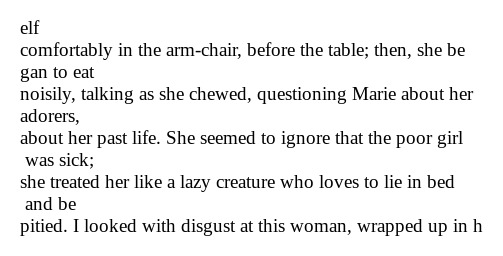 elf
comfortably in the arm-chair, before the table; then, she be
gan to eat
noisily, talking as she chewed, questioning Marie about her
adorers,
about her past life. She seemed to ignore that the poor girl
was sick;
she treated her like a lazy creature who loves to lie in bed
and be
pitied. I looked with disgust at this woman, wrapped up in h